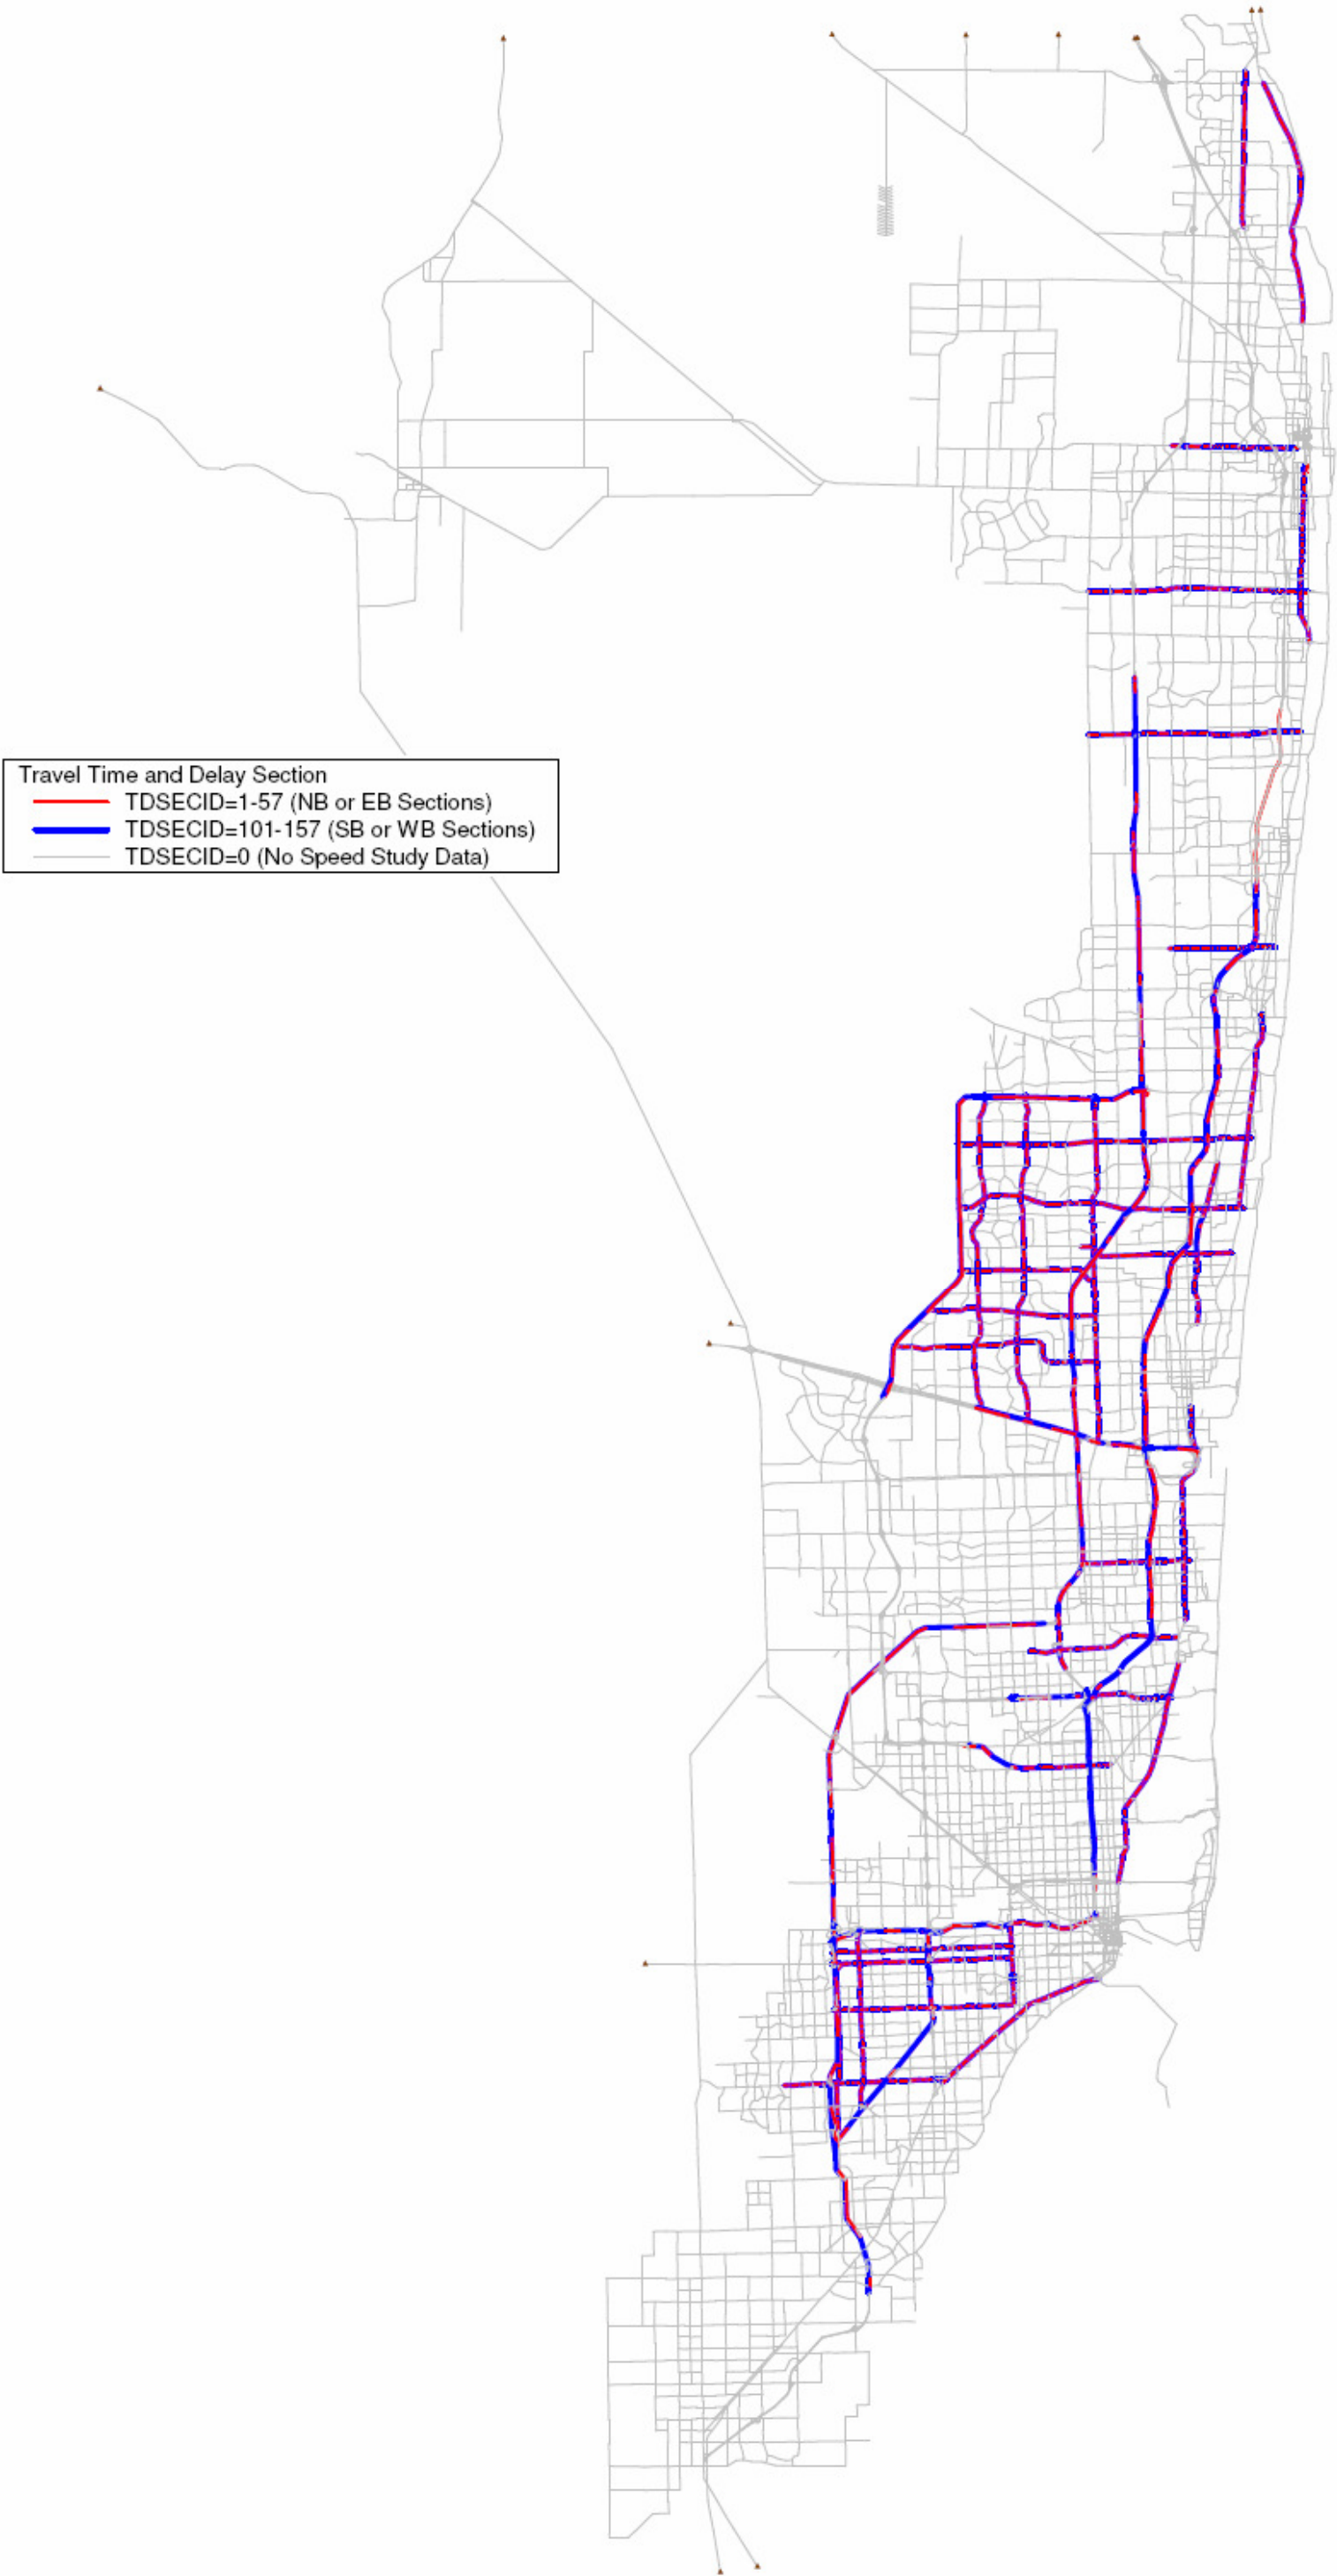 Travel Time and Delay Section
TDSECID=1-57 (NB or EB Sections)
TDSECID=101-157 (SB or WB Sections)
TDSECID=0 (No Speed Study Data)